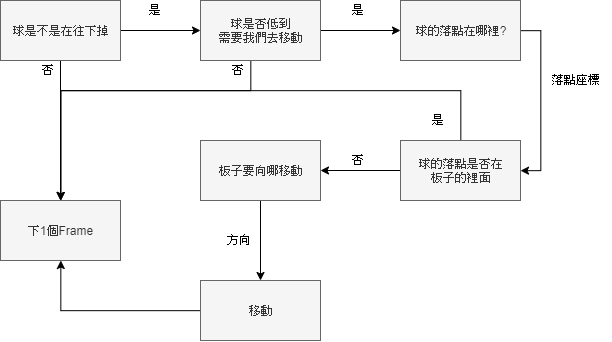 球是不是在往下掉
是
球是否低到
需要我們去移動
是
球的落點在哪裡?
否
否
落點座標
是
球的落點是否在
板子的裡面
否
板子要向哪移動
下1個Frame
方向
移動